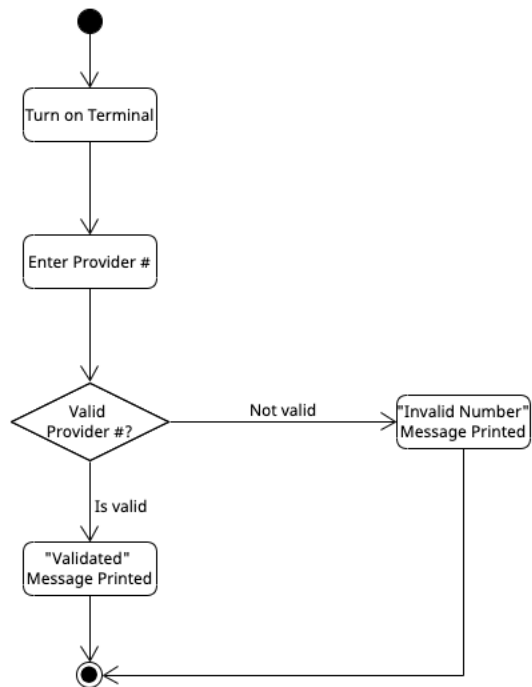 Turn on Terminal
Enter Provider #
Valid
Provider #?
Not valid
"Invalid Number"
Message Printed
Is valid
"Validated"
Message Printed